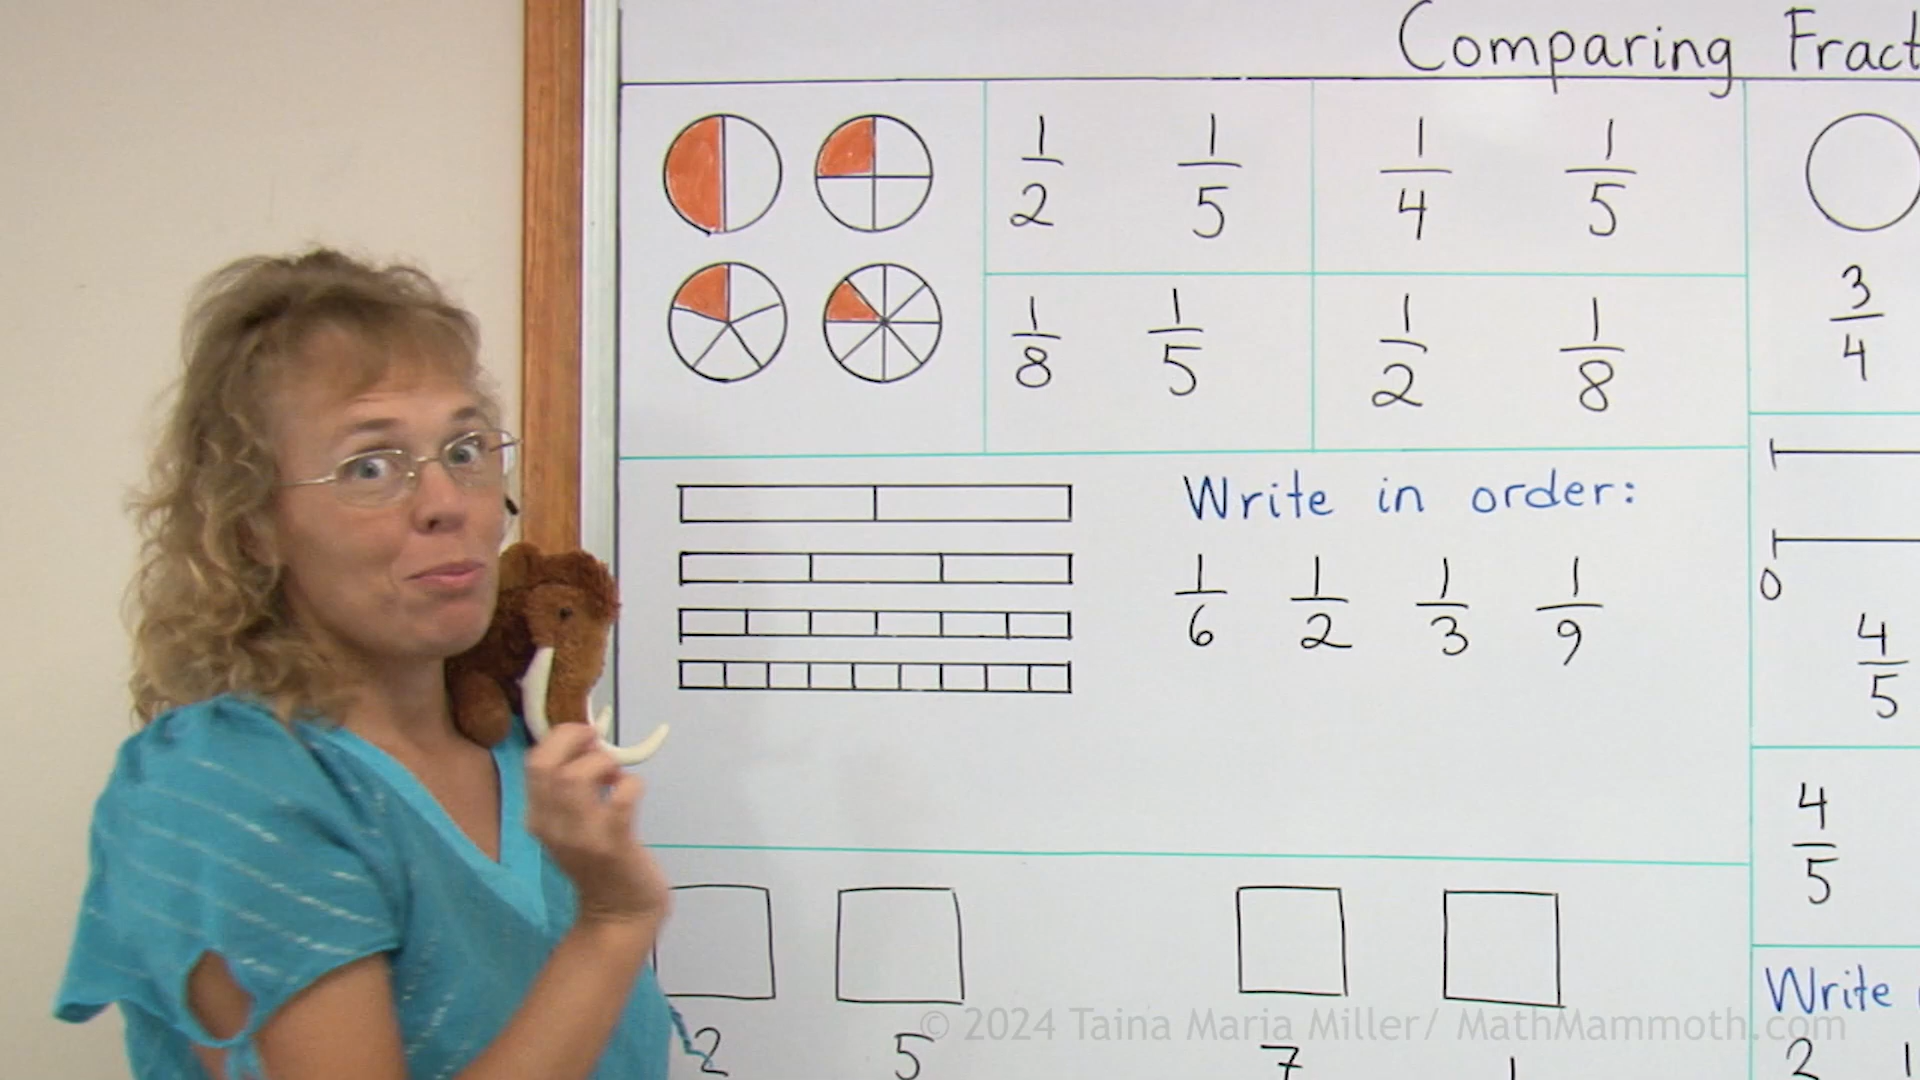 Comparing Fract
1/2 1/5 1/4 1/5
1/8 1/5 1/2 1/8
3/4
Write in order:
1/6 1/2 1/3 1/9
0
4/5
4/5
Write
© 2024 Taina Maria Miller/ MathMammoth.com
2 5 7 2